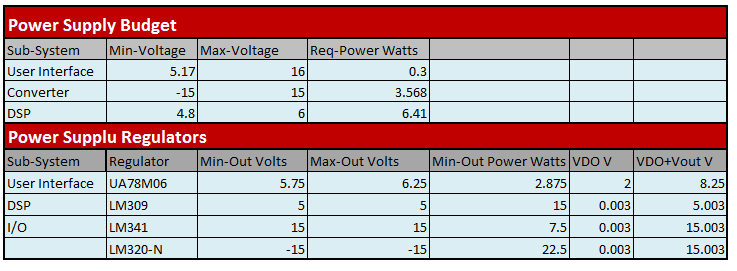 Power Supply Budget
Sub-System Min-Voltage Max-Voltage Req-Power Watts
User Interface 5.17 16 0.3
Converter -15 15 3.568
DSP 4.8 6 6.41
Power Supplu Regulators
Sub-System Regulator Min-Out Volts Max-Out Volts Min-Out Power Watts VDO V VDO+Vout V
User Interface UA78M06 5.75 6.25 2.875 2 8.25
DSP LM309 5 5 15 0.003 5.003
I/O LM341 15 15 7.5 0.003 15.003
LM320-N -15 -15 22.5 0.003 15.003